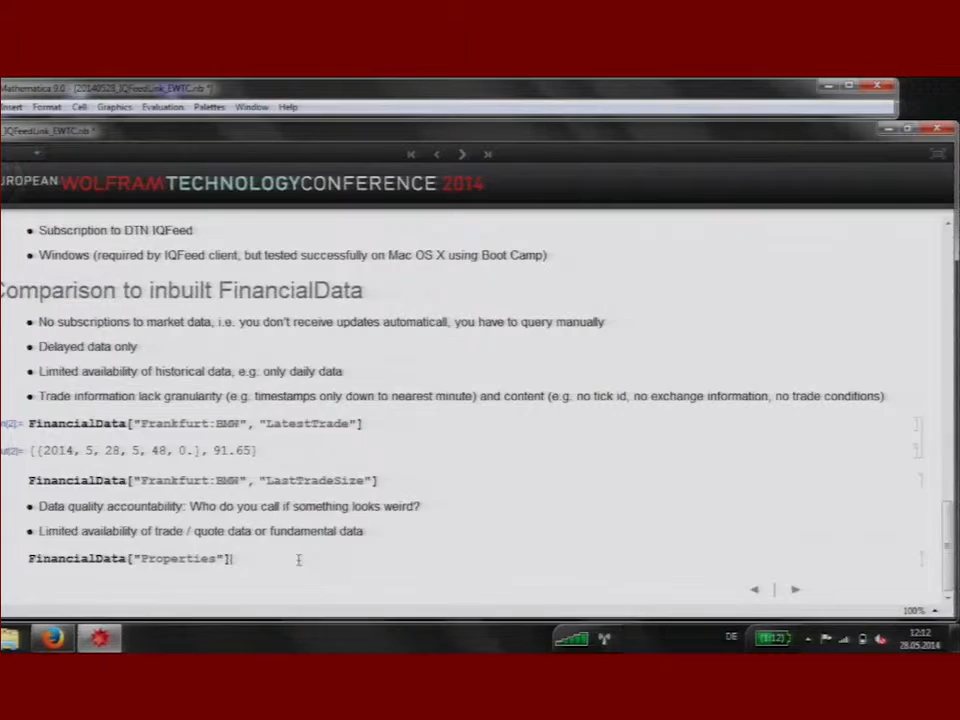 Mathematica 9.0 - [20140528_IQFeedLink_EWTC.nb *]
Insert Format Cell Graphics Evaluation Palettes Window Help
_IQFeedLink_EWTC.nb *
UROPEAN WOLFRAMTECHNOLOGYCONFERENCE 2014
• Subscription to DTN IQFeed
• Windows (required by IQFeed client, but tested successfully on Mac OS X using Boot Camp)
Comparison to inbuilt FinancialData
• No subscriptions to market data, i.e. you don't receive updates automaticall, you have to query manually
• Delayed data only
• Limited availability of historical data, e.g. only daily data
• Trade information lack granularity (e.g. timestamps only down to nearest minute) and content (e.g. no tick id, no exchange information, no trade conditions)
n[2]:= FinancialData["Frankfurt:BMW", "LatestTrade"]
ut[2]= {{2014, 5, 28, 5, 48, 0.}, 91.65}
FinancialData["Frankfurt:BMW", "LastTradeSize"]
• Data quality accountability: Who do you call if something looks weird?
• Limited availability of trade / quote data or fundamental data
FinancialData["Properties"]
100%
DE (1:12) 12:12
28.05.2014